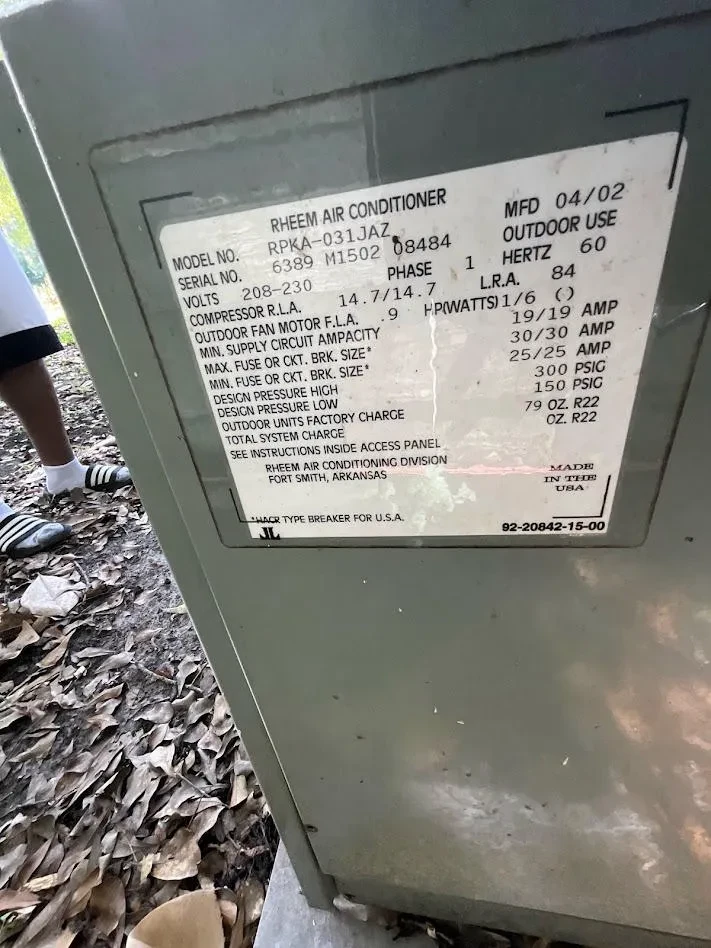 RHEEM AIR CONDITIONER MFD 04/02
MODEL NO. RPKA-031JAZ OUTDOOR USE
SERIAL NO. 6389 M1502 08484
VOLTS 208-230 PHASE 1 HERTZ 60
COMPRESSOR R.L.A. 14.7/14.7 L.R.A. 84
OUTDOOR FAN MOTOR F.L.A. .9 HP(WATTS) 1/6 ( )
MIN. SUPPLY CIRCUIT AMPACITY 19/19 AMP
MAX. FUSE OR CKT. BRK. SIZE* 30/30 AMP
MIN. FUSE OR CKT. BRK. SIZE* 25/25 AMP
DESIGN PRESSURE HIGH 300 PSIG
DESIGN PRESSURE LOW 150 PSIG
OUTDOOR UNITS FACTORY CHARGE 79 OZ. R22
TOTAL SYSTEM CHARGE OZ. R22
SEE INSTRUCTIONS INSIDE ACCESS PANEL
RHEEM AIR CONDITIONING DIVISION
FORT SMITH, ARKANSAS
MADE
IN THE
USA
*HACR TYPE BREAKER FOR U.S.A.
JL 92-20842-15-00